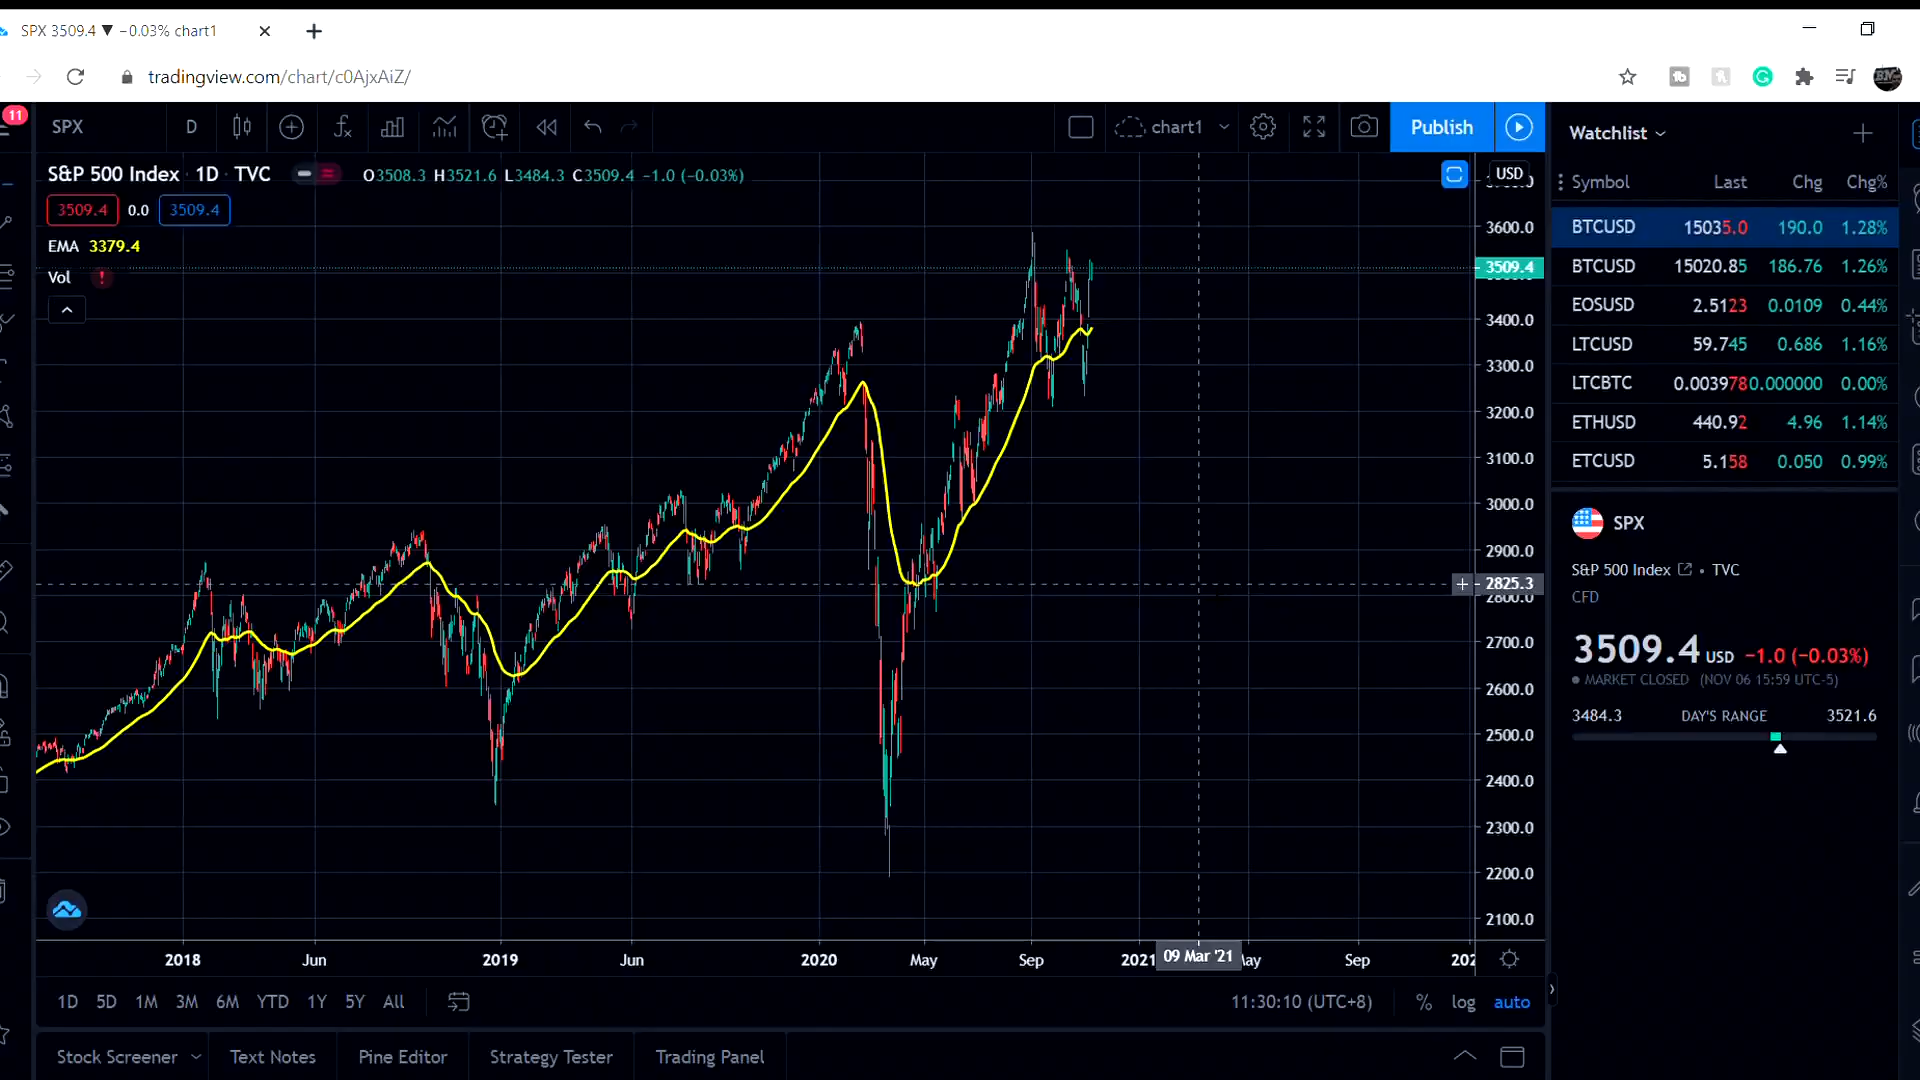 SPX 3509.4 ▼ −0.03% chart1
tradingview.com/chart/c0AjxAiZ/
11
SPX D chart1 Publish
S&P 500 Index · 1D · TVC O3508.3 H3521.6 L3484.3 C3509.4 −1.0 (−0.03%)
3509.4 0.0 3509.4
EMA 3379.4
Vol !
USD
3600.0
3509.4
3400.0
3300.0
3200.0
3100.0
3000.0
2900.0
2825.3
2800.0
2700.0
2600.0
2500.0
2400.0
2300.0
2200.0
2100.0
2018 Jun 2019 Jun 2020 May Sep 2021 09 Mar '21 Sep
1D 5D 1M 3M 6M YTD 1Y 5Y All 11:30:10 (UTC+8) % log auto
Stock Screener Text Notes Pine Editor Strategy Tester Trading Panel
Watchlist
Symbol Last Chg Chg%
BTCUSD 15035.0 190.0 1.28%
BTCUSD 15020.85 186.76 1.26%
EOSUSD 2.5123 0.0109 0.44%
LTCUSD 59.745 0.686 1.16%
LTCBTC 0.003978 0.000000 0.00%
ETHUSD 440.92 4.96 1.14%
ETCUSD 5.158 0.050 0.99%
SPX
S&P 500 Index • TVC
CFD
3509.4 USD −1.0 (−0.03%)
MARKET CLOSED (NOV 06 15:59 UTC-5)
3484.3 DAY'S RANGE 3521.6